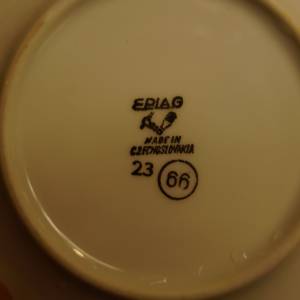 EPIAG
MADE IN
CZECHOSLOVAKIA
23 66